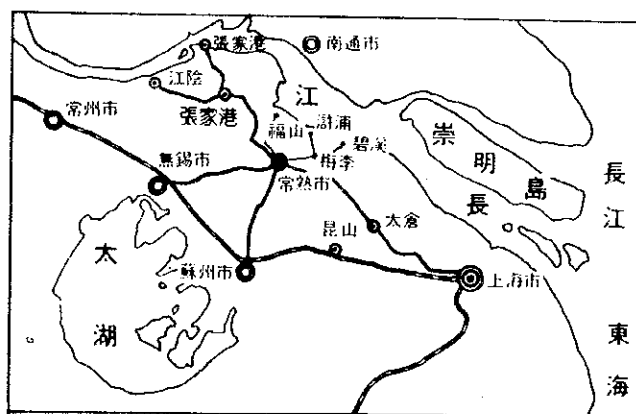 張家港
南通市
江陰
張家港
江
常州市
福山
滸浦
碧溪
崇明島
無錫市
梅李
常熟市
長江
長
太倉
昆山
太湖
蘇州市
上海市
東海